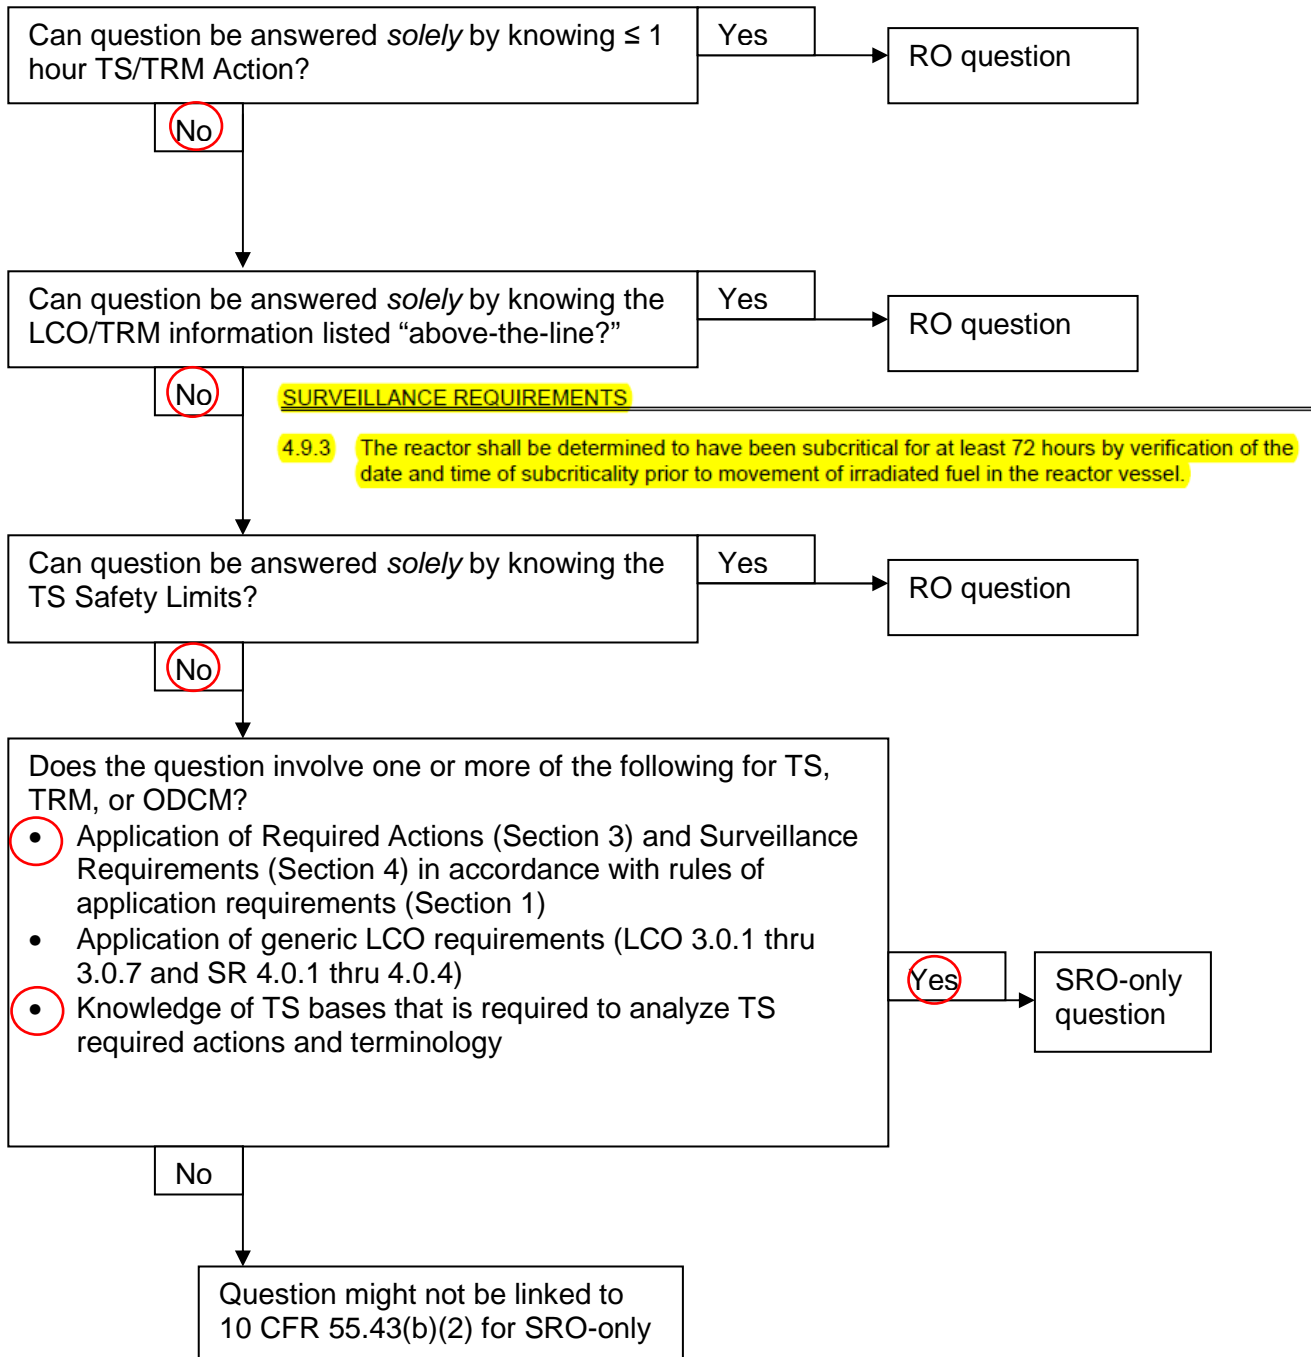 Can question be answered solely by knowing ≤ 1
hour TS/TRM Action?
Yes
RO question
No
Can question be answered solely by knowing the
LCO/TRM information listed “above-the-line?”
Yes
RO question
No
SURVEILLANCE REQUIREMENTS
4.9.3 The reactor shall be determined to have been subcritical for at least 72 hours by verification of the
date and time of subcriticality prior to movement of irradiated fuel in the reactor vessel.
Can question be answered solely by knowing the
TS Safety Limits?
Yes
RO question
No
Does the question involve one or more of the following for TS,
TRM, or ODCM?
• Application of Required Actions (Section 3) and Surveillance
Requirements (Section 4) in accordance with rules of
application requirements (Section 1)
• Application of generic LCO requirements (LCO 3.0.1 thru
3.0.7 and SR 4.0.1 thru 4.0.4)
• Knowledge of TS bases that is required to analyze TS
required actions and terminology
Yes
SRO-only
question
No
Question might not be linked to
10 CFR 55.43(b)(2) for SRO-only